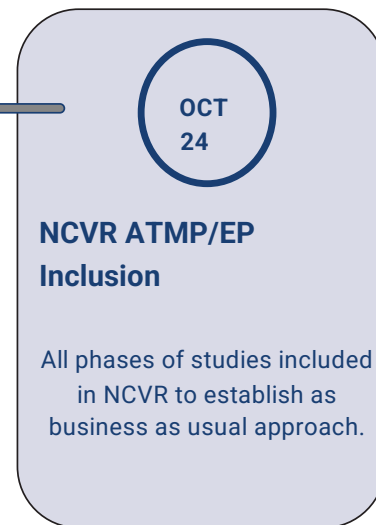 OCT
24
NCVR ATMP/EP
Inclusion
All phases of studies included
in NCVR to establish as
business as usual approach.